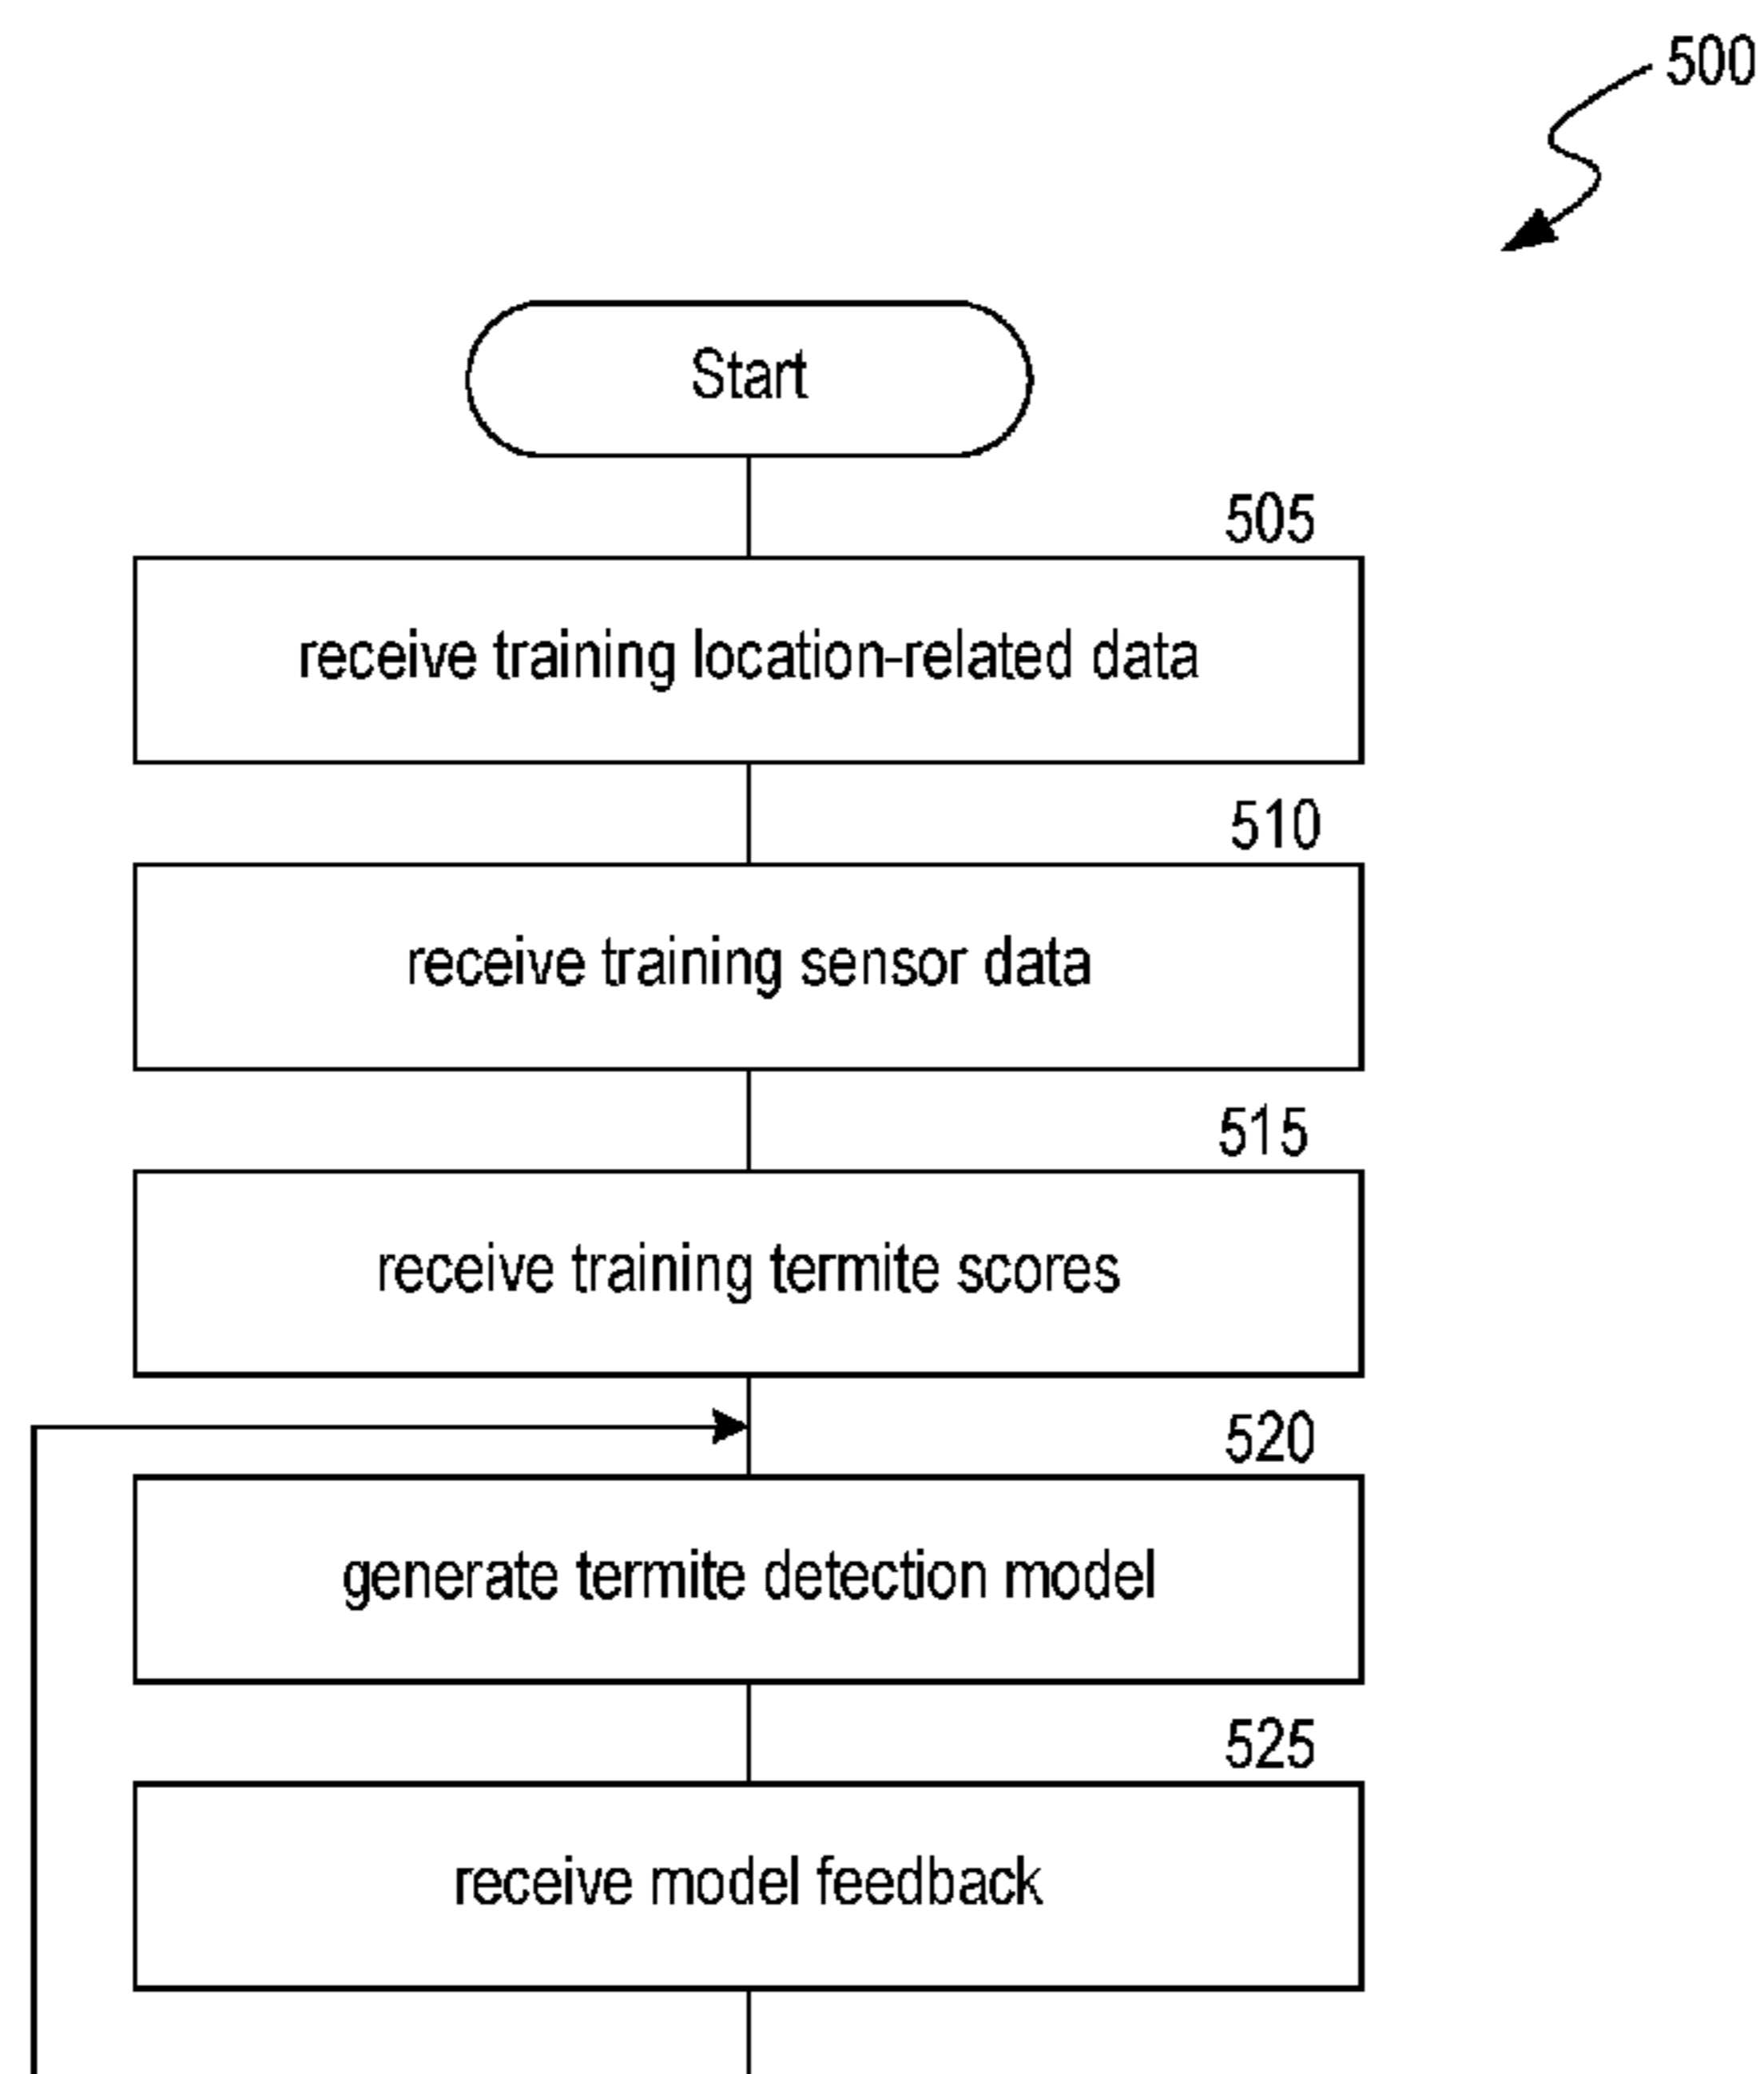 500
Start
505
receive training location-related data
510
receive training sensor data
515
receive training termite scores
520
generate termite detection model
525
receive model feedback